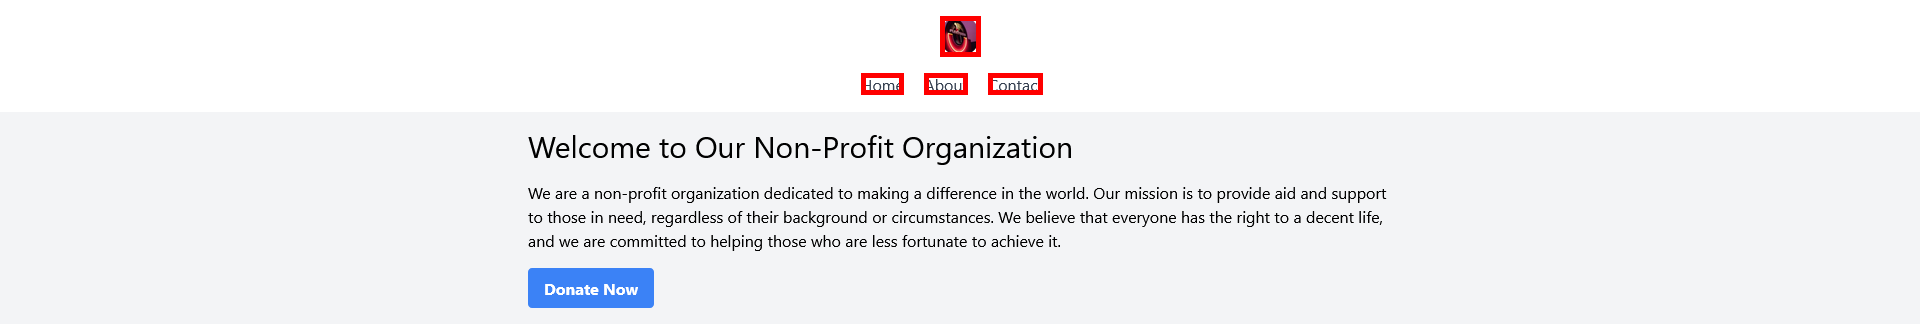 Home About Contact
Welcome to Our Non-Profit Organization
We are a non-profit organization dedicated to making a difference in the world. Our mission is to provide aid and support
to those in need, regardless of their background or circumstances. We believe that everyone has the right to a decent life,
and we are committed to helping those who are less fortunate to achieve it.
Donate Now